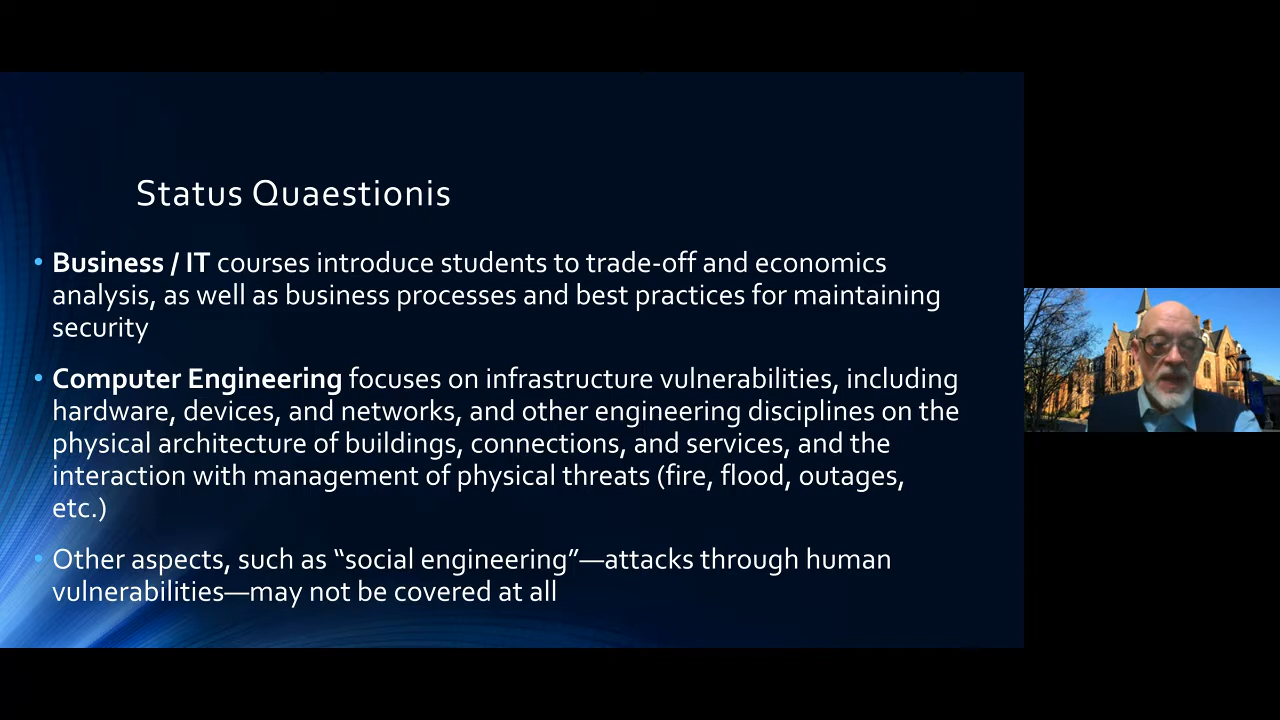 Status Quaestionis
• Business / IT courses introduce students to trade-off and economics
analysis, as well as business processes and best practices for maintaining
security
• Computer Engineering focuses on infrastructure vulnerabilities, including
hardware, devices, and networks, and other engineering disciplines on the
physical architecture of buildings, connections, and services, and the
interaction with management of physical threats (fire, flood, outages,
etc.)
• Other aspects, such as “social engineering”—attacks through human
vulnerabilities—may not be covered at all